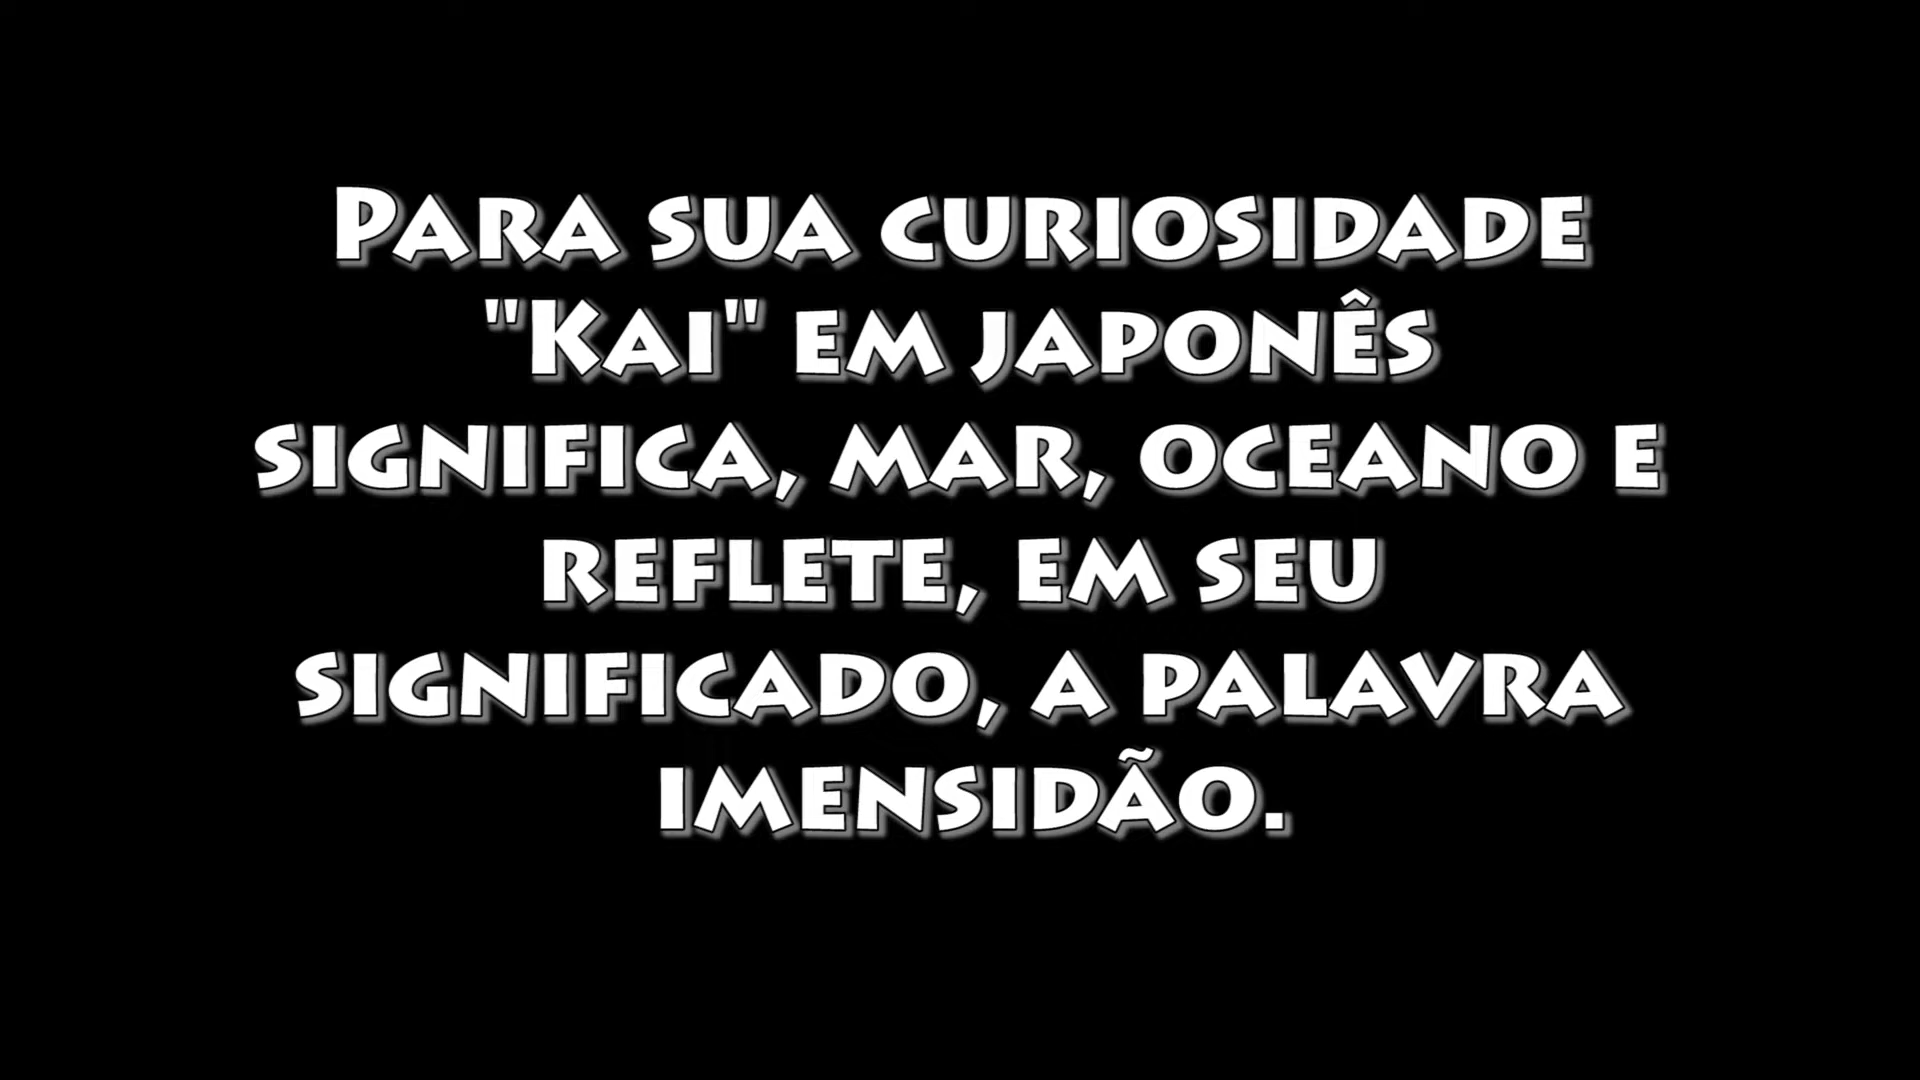 Para sua curiosidade
"Kai" em japonês
significa, mar, oceano e
reflete, em seu
significado, a palavra
imensidão.